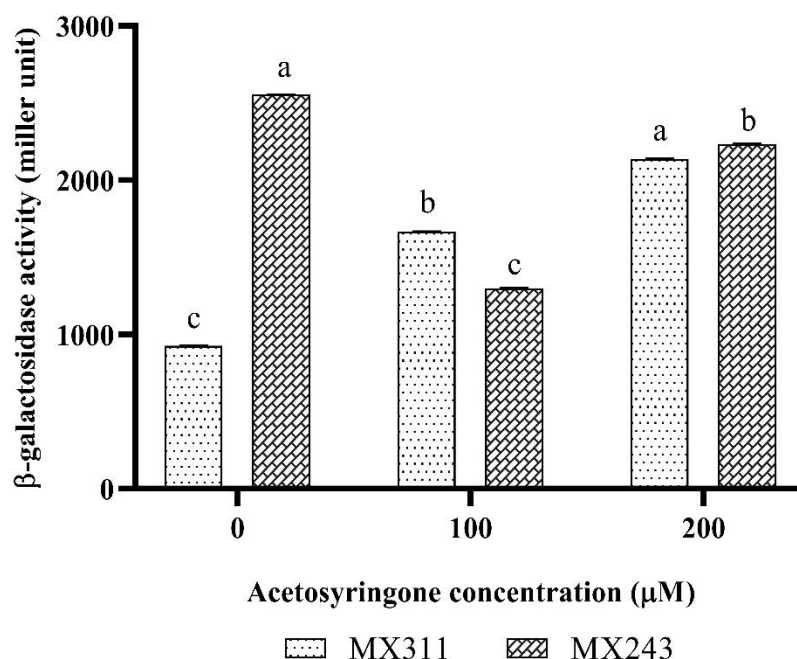 β-galactosidase activity (miller unit)
3000
2000
1000
0
c
a
b
c
a
b
0
100
200
Acetosyringone concentration (μM)
MX311
MX243